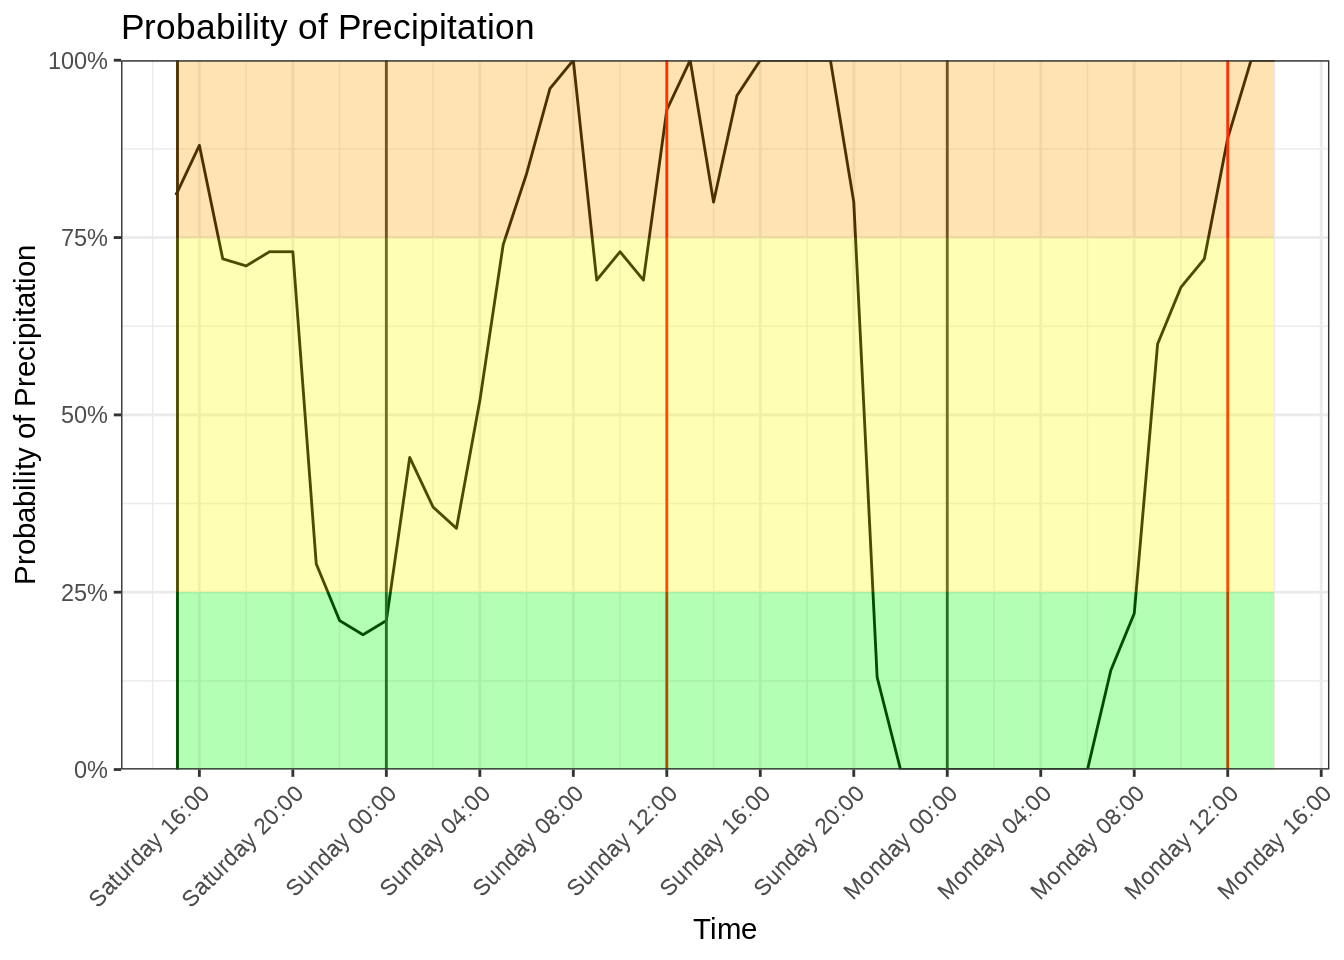 Probability of Precipitation
Probability of Precipitation
100%
75%
50%
25%
0%
Saturday 16:00
Saturday 20:00
Sunday 00:00
Sunday 04:00
Sunday 08:00
Sunday 12:00
Sunday 16:00
Sunday 20:00
Monday 00:00
Monday 04:00
Monday 08:00
Monday 12:00
Monday 16:00
Time